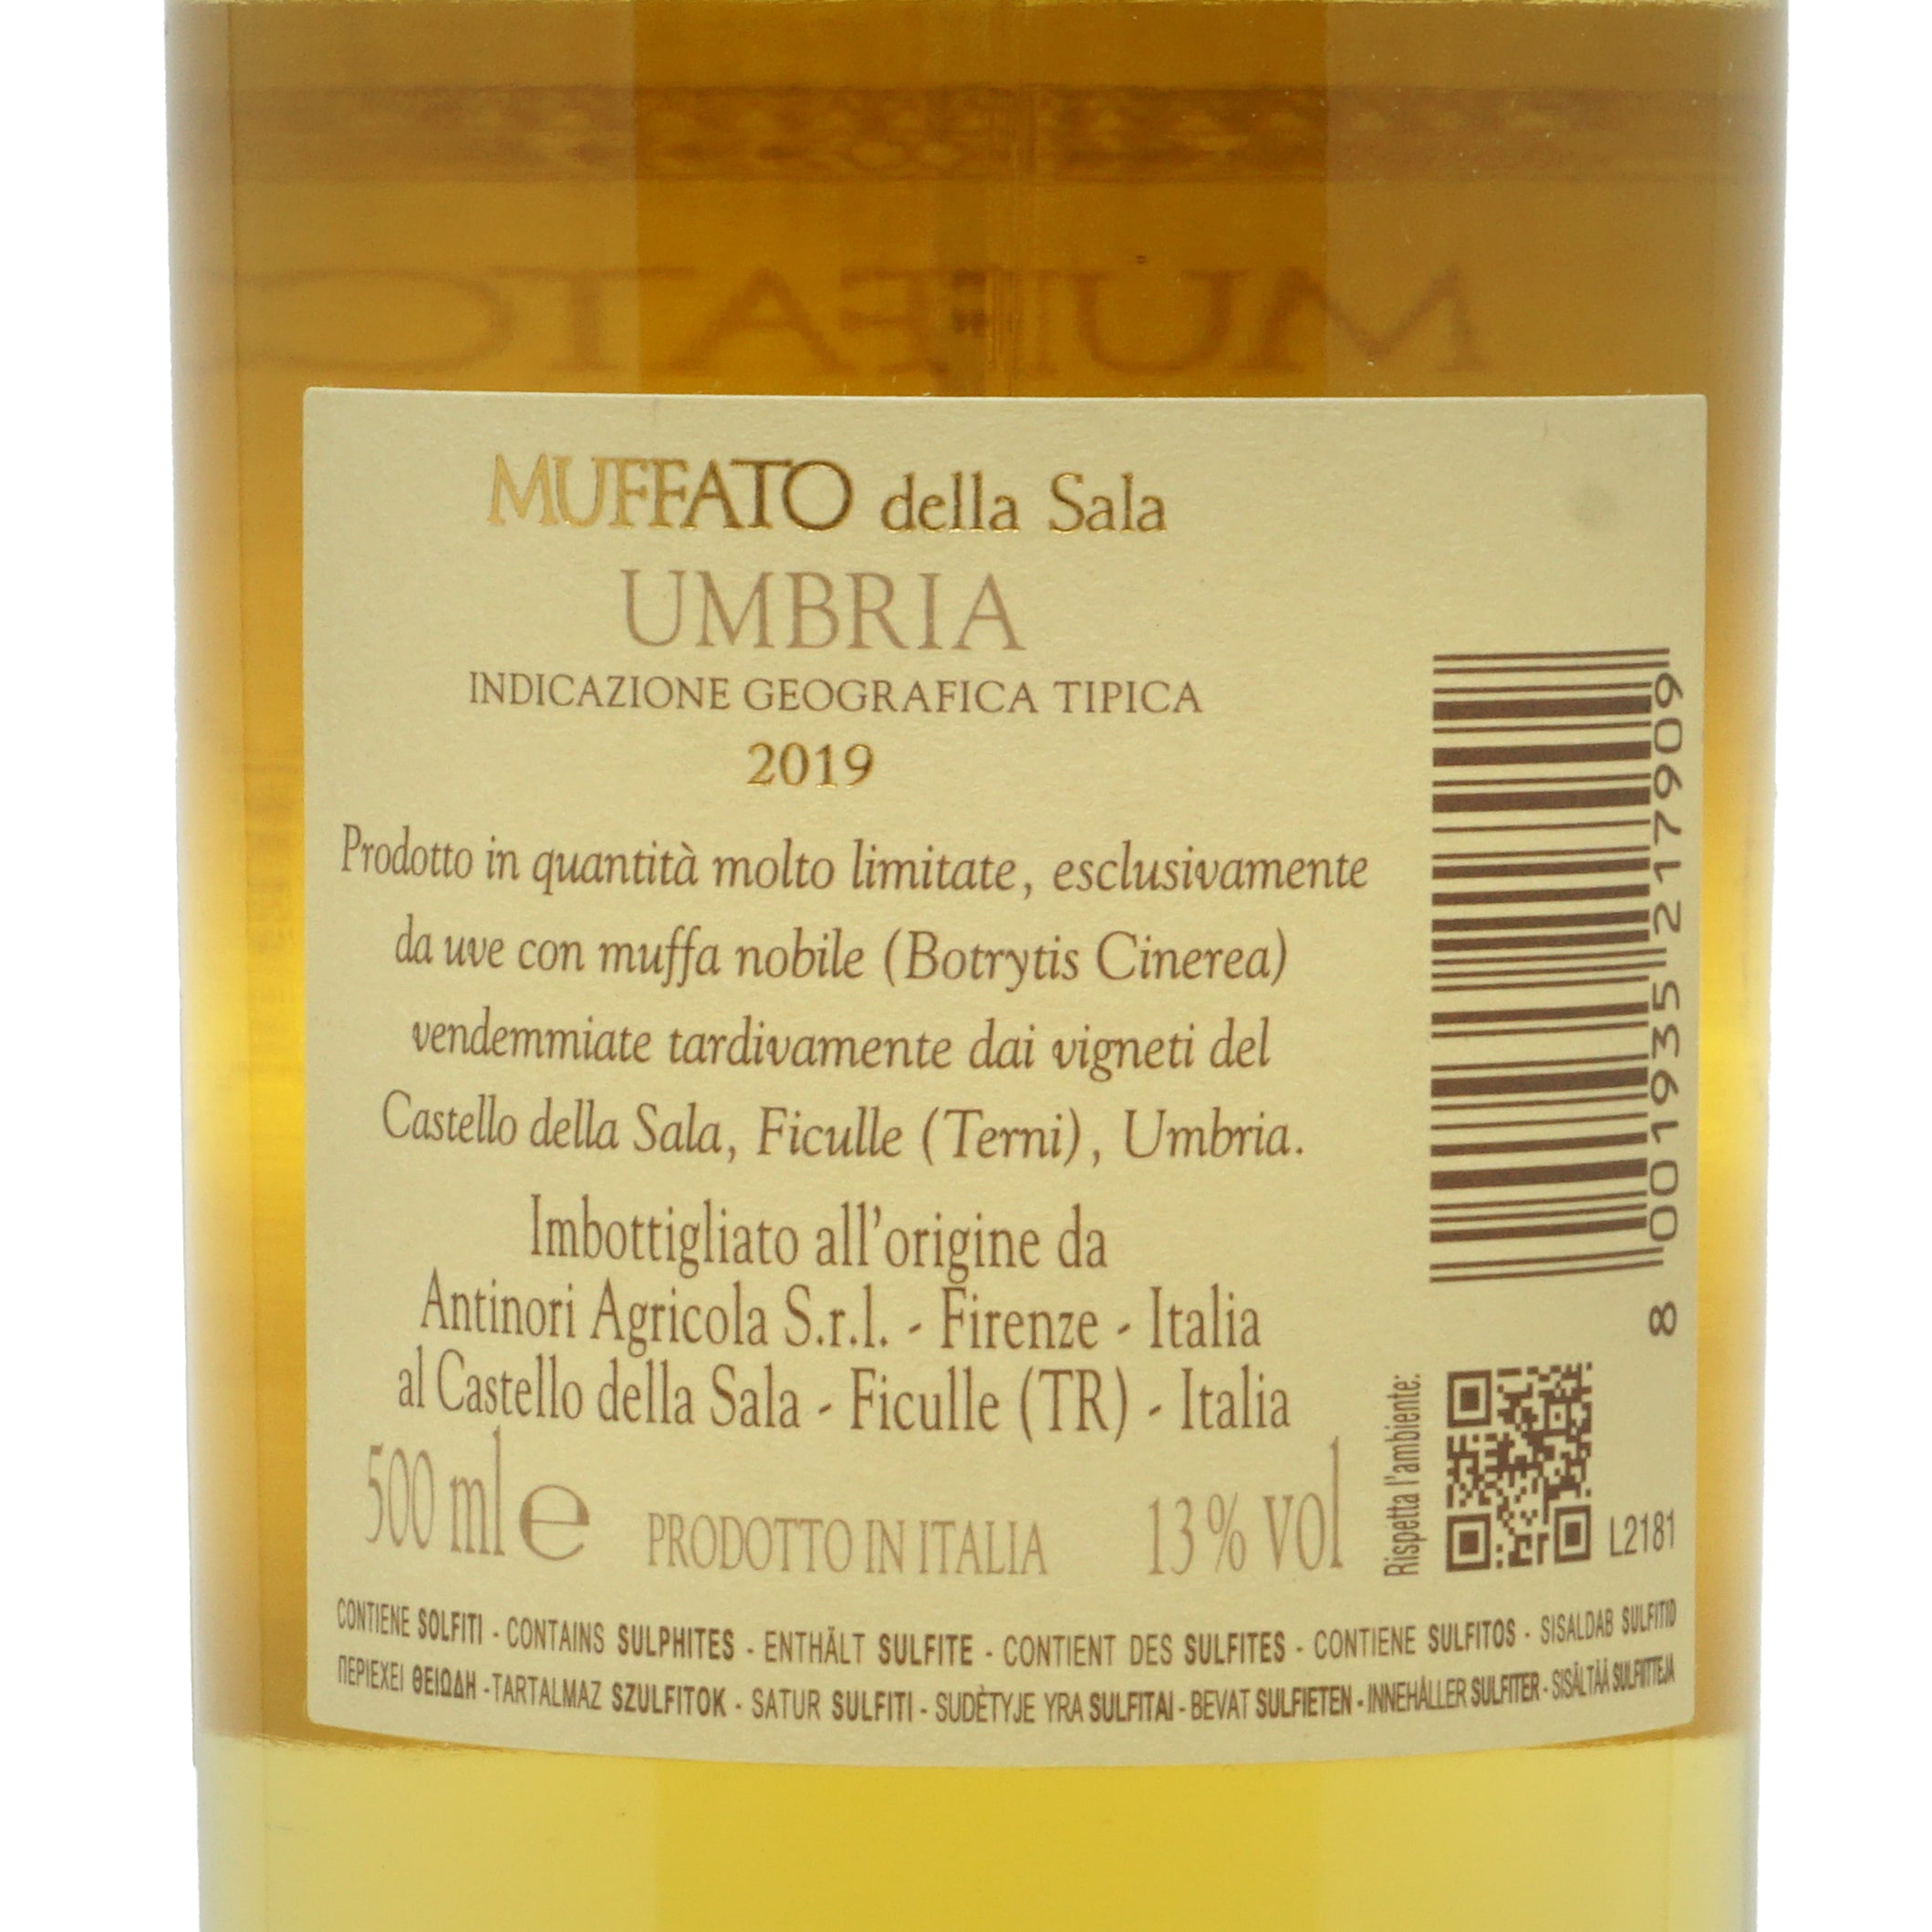 MUFFATO
MUFFATO della Sala
UMBRIA
INDICAZIONE GEOGRAFICA TIPICA
2019
Prodotto in quantità molto limitate, esclusivamente
da uve con muffa nobile (Botrytis Cinerea)
vendemmiate tardivamente dai vigneti del
Castello della Sala, Ficulle (Terni), Umbria.
Imbottigliato all'origine da
Antinori Agricola S.r.l. - Firenze - Italia
al Castello della Sala - Ficulle (TR) - Italia
500 ml e PRODOTTO IN ITALIA 13% vol
Rispetta l'ambiente:
L2181
8 001935 217909
CONTIENE SOLFITI - CONTAINS SULPHITES - ENTHÄLT SULFITE - CONTIENT DES SULFITES - CONTIENE SULFITOS - SISALDAB SULFITID
ΠΕΡΙΕΧΕΙ ΘΕΙΩΔΗ - TARTALMAZ SZULFITOK - SATUR SULFITI - SUDĖTYJE YRA SULFITAI - BEVAT SULFIETEN - INNEHÅLLER SULFITER - SISÄLTÄÄ SULFIITTEJA